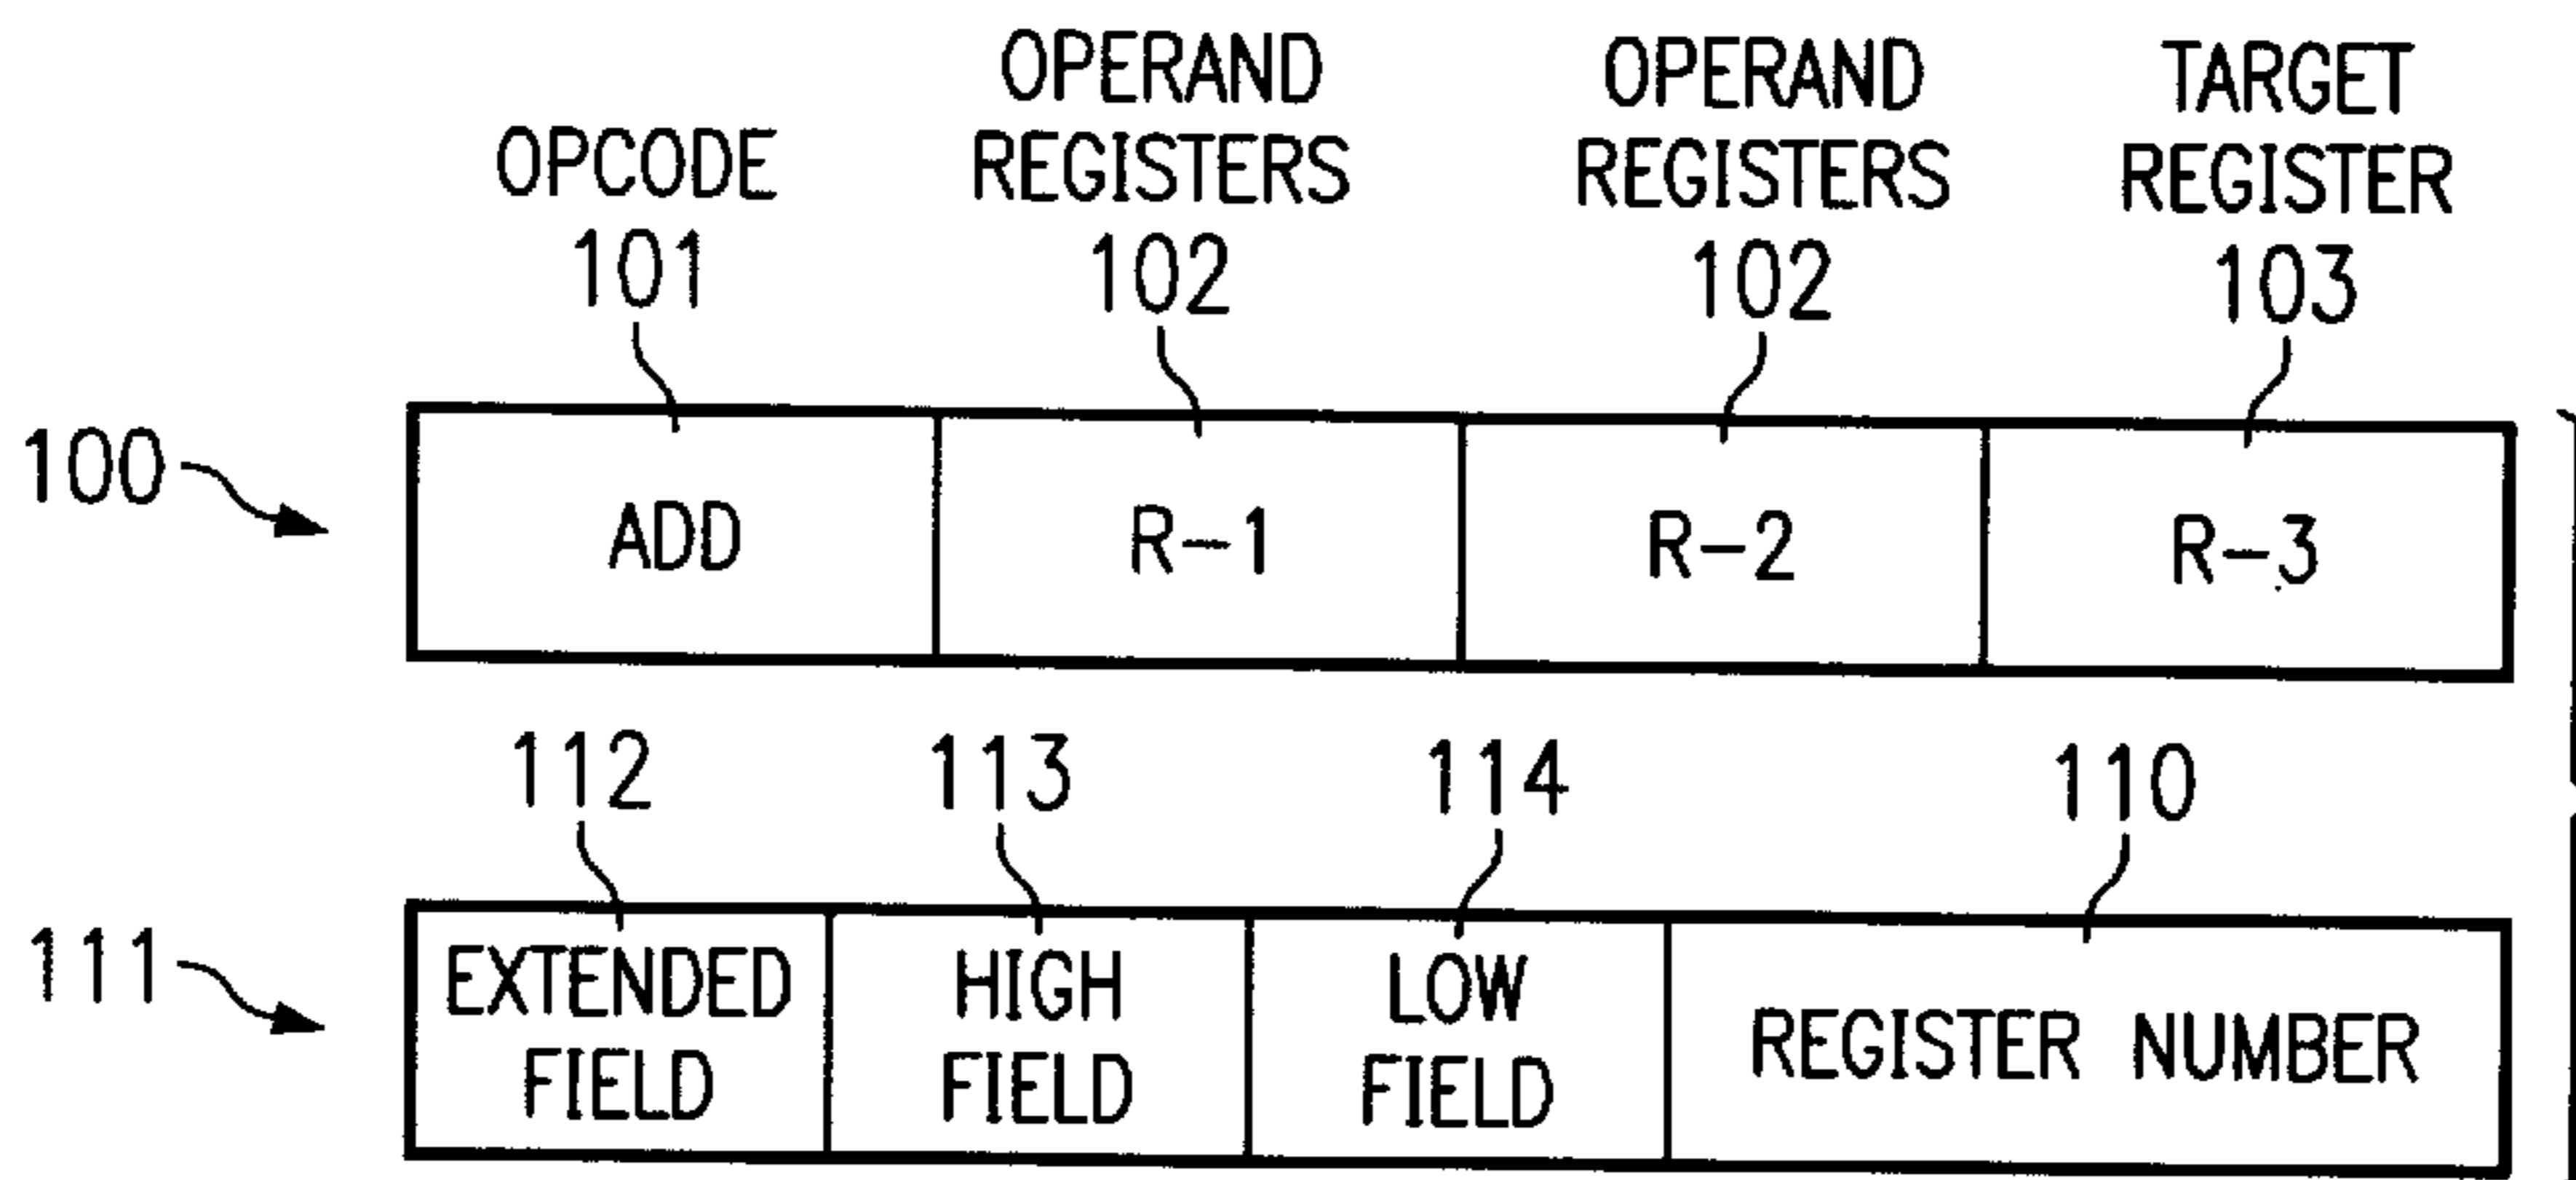 OPCODE
101
OPERAND
REGISTERS
102
OPERAND
REGISTERS
102
TARGET
REGISTER
103
100
ADD
R-1
R-2
R-3
112
113
114
110
111
EXTENDED
FIELD
HIGH
FIELD
LOW
FIELD
REGISTER NUMBER